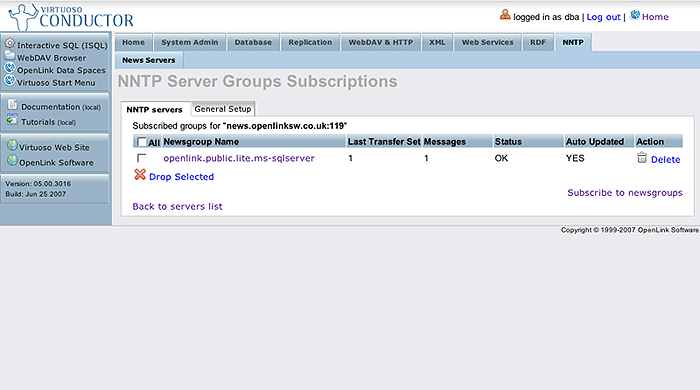 VIRTUOSO
CONDUCTOR
logged in as dba | Log out | Home
Interactive SQL (ISQL)
WebDAV Browser
OpenLink Data Spaces
Virtuoso Start Menu
Documentation (local)
Tutorials (local)
Virtuoso Web Site
OpenLink Software
Version: 05.00.3016
Build: Jun 25 2007
Home System Admin Database Replication WebDAV & HTTP XML Web Services RDF NNTP
News Servers
NNTP Server Groups Subscriptions
NNTP servers General Setup
Subscribed groups for "news.openlinksw.co.uk:119"
All Newsgroup Name Last Transfer Set Messages Status Auto Updated Action
openlink.public.lite.ms-sqlserver 1 1 OK YES Delete
Drop Selected
Subscribe to newsgroups
Back to servers list
Copyright © 1999-2007 OpenLink Software